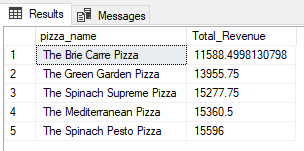 Results Messages
pizza_name Total_Revenue
1 The Brie Carre Pizza 11588.4998130798
2 The Green Garden Pizza 13955.75
3 The Spinach Supreme Pizza 15277.75
4 The Mediterranean Pizza 15360.5
5 The Spinach Pesto Pizza 15596